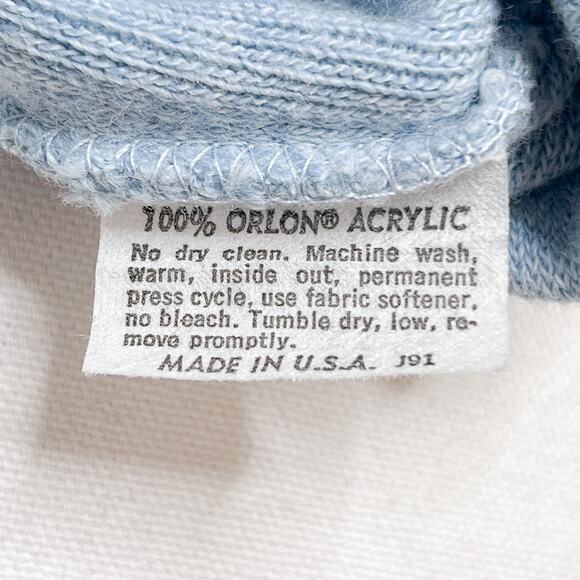 100% ORLON® ACRYLIC
No dry clean. Machine wash,
warm, inside out, permanent
press cycle, use fabric softener,
no bleach. Tumble dry, low, re-
move promptly.
MADE IN U.S.A. J91